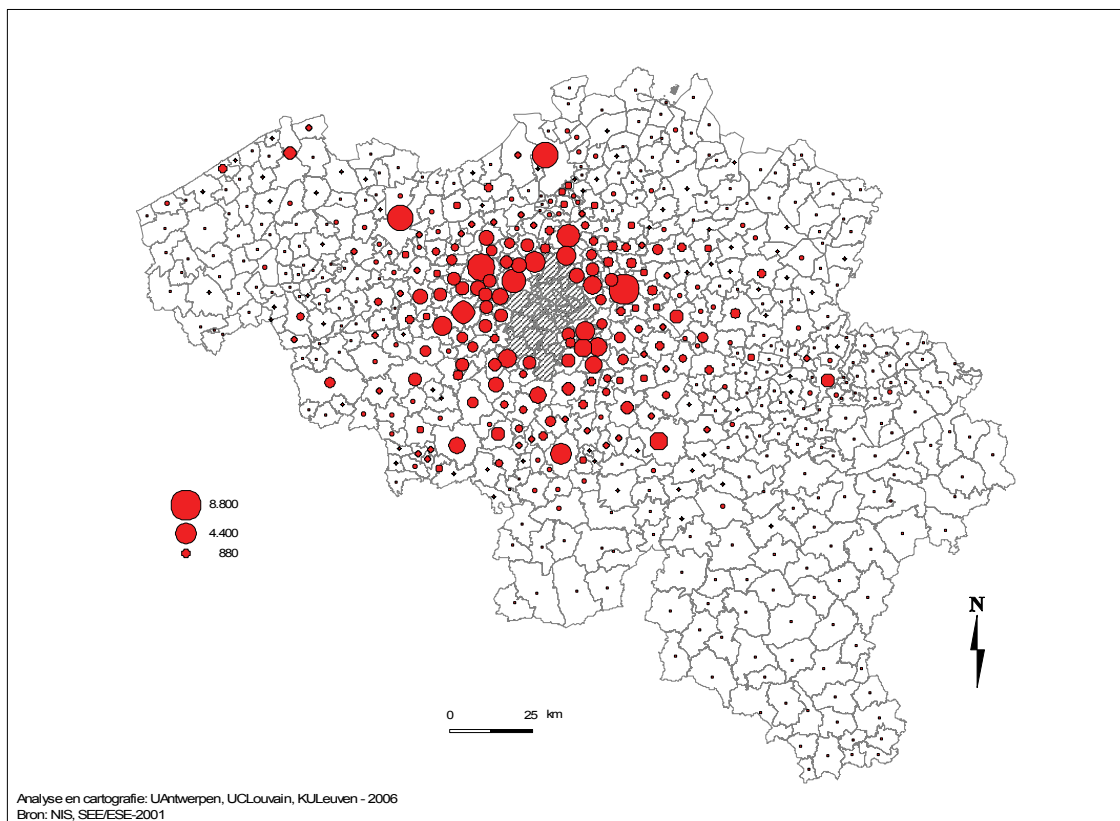 8.800
4.400
880
N
0 25 km
Analyse en cartografie: UAntwerpen, UCLouvain, KULeuven - 2006
Bron: NIS, SEE/ESE-2001